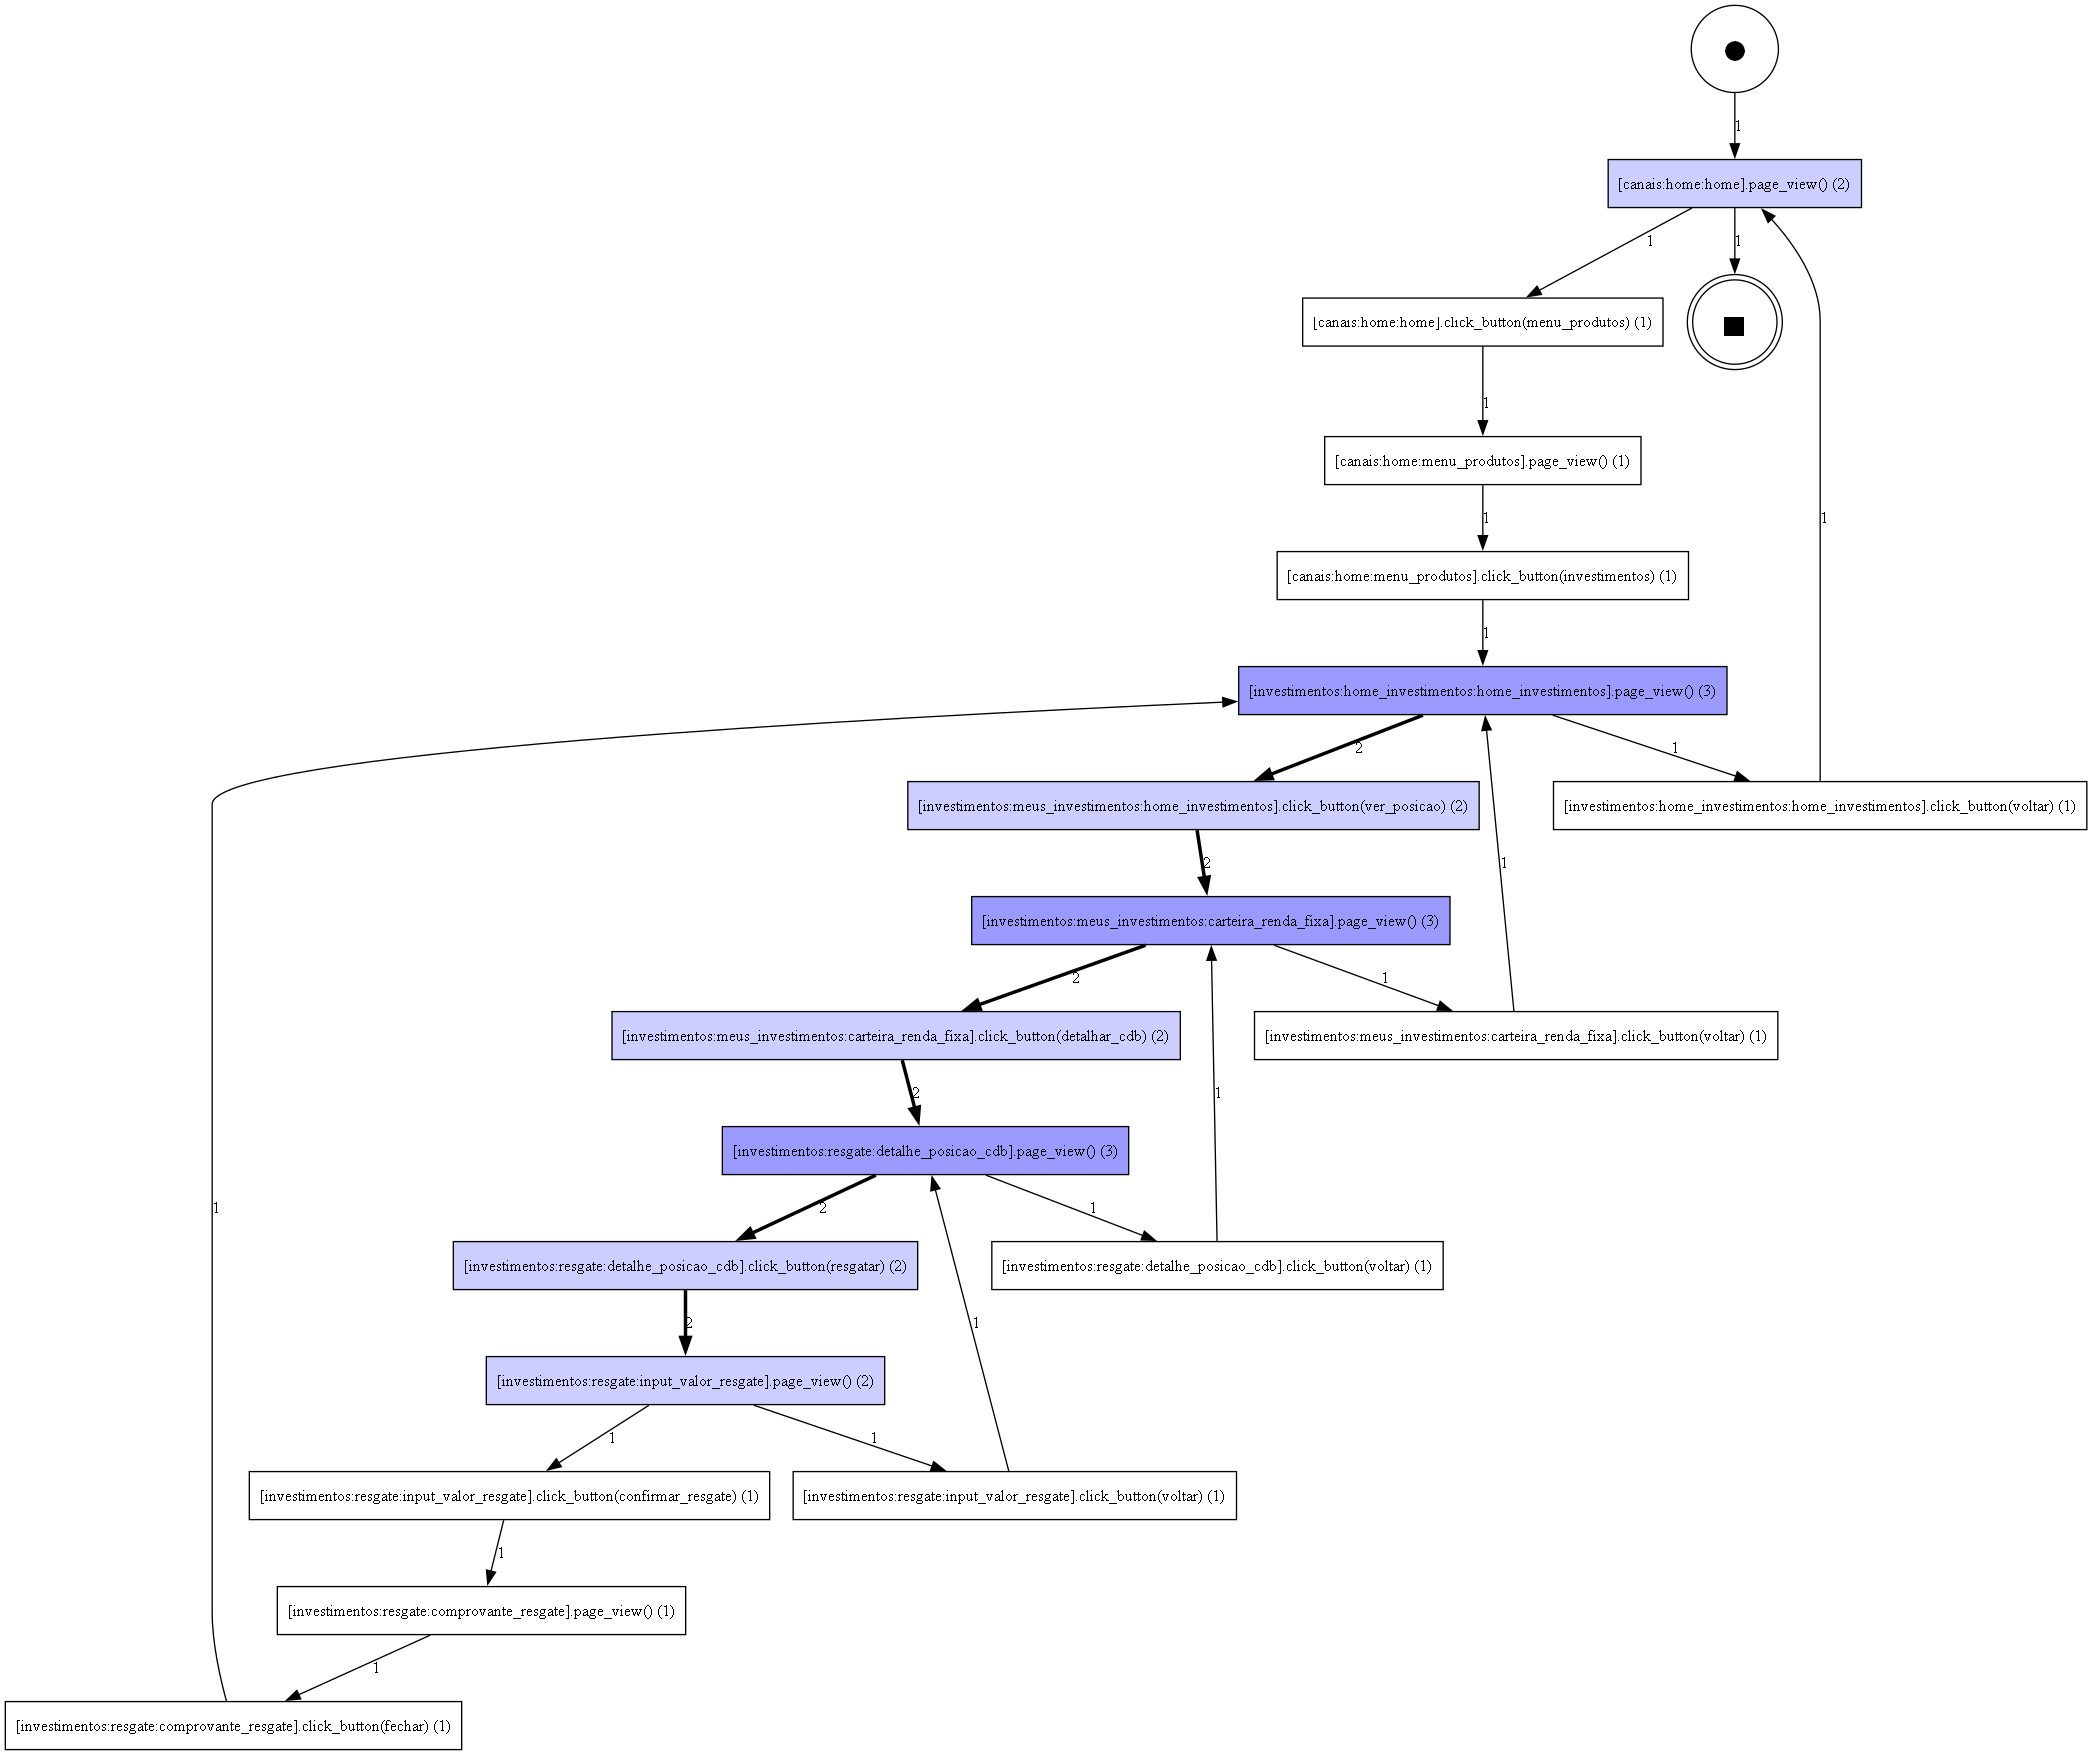 1
[canais:home:home].page_view() (2)
1
1
[canais:home:home].click_button(menu_produtos) (1)
1
[canais:home:menu_produtos].page_view() (1)
1
1
[canais:home:menu_produtos].click_button(investimentos) (1)
1
[investimentos:home_investimentos:home_investimentos].page_view() (3)
2
1
[investimentos:meus_investimentos:home_investimentos].click_button(ver_posicao) (2)
[investimentos:home_investimentos:home_investimentos].click_button(voltar) (1)
2
1
[investimentos:meus_investimentos:carteira_renda_fixa].page_view() (3)
2
1
[investimentos:meus_investimentos:carteira_renda_fixa].click_button(detalhar_cdb) (2)
[investimentos:meus_investimentos:carteira_renda_fixa].click_button(voltar) (1)
2
1
[investimentos:resgate:detalhe_posicao_cdb].page_view() (3)
1
2
1
[investimentos:resgate:detalhe_posicao_cdb].click_button(resgatar) (2)
[investimentos:resgate:detalhe_posicao_cdb].click_button(voltar) (1)
2
1
[investimentos:resgate:input_valor_resgate].page_view() (2)
1
1
[investimentos:resgate:input_valor_resgate].click_button(confirmar_resgate) (1)
[investimentos:resgate:input_valor_resgate].click_button(voltar) (1)
1
[investimentos:resgate:comprovante_resgate].page_view() (1)
1
[investimentos:resgate:comprovante_resgate].click_button(fechar) (1)